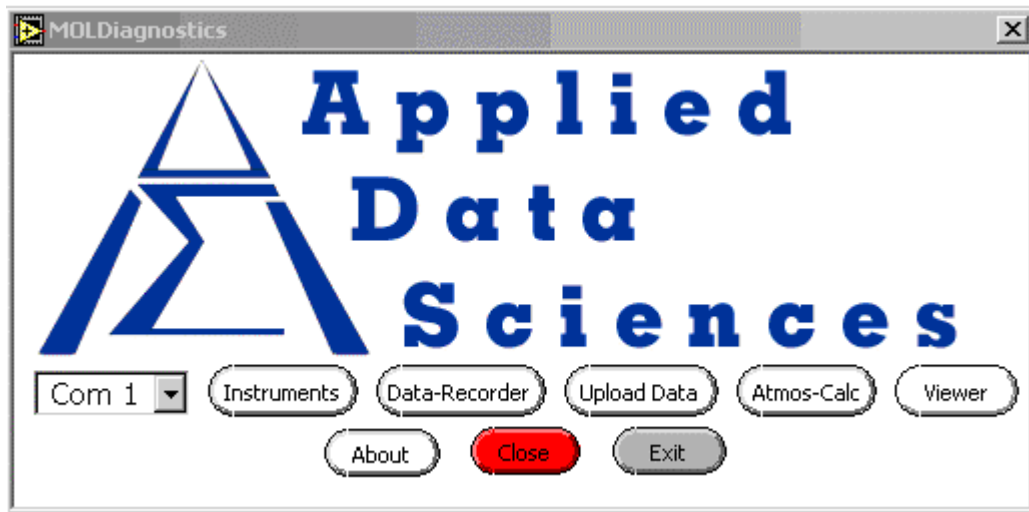 MOLDiagnostics
Applied
Data
Sciences
Com 1 Instruments Data-Recorder Upload Data Atmos-Calc Viewer
About Close Exit